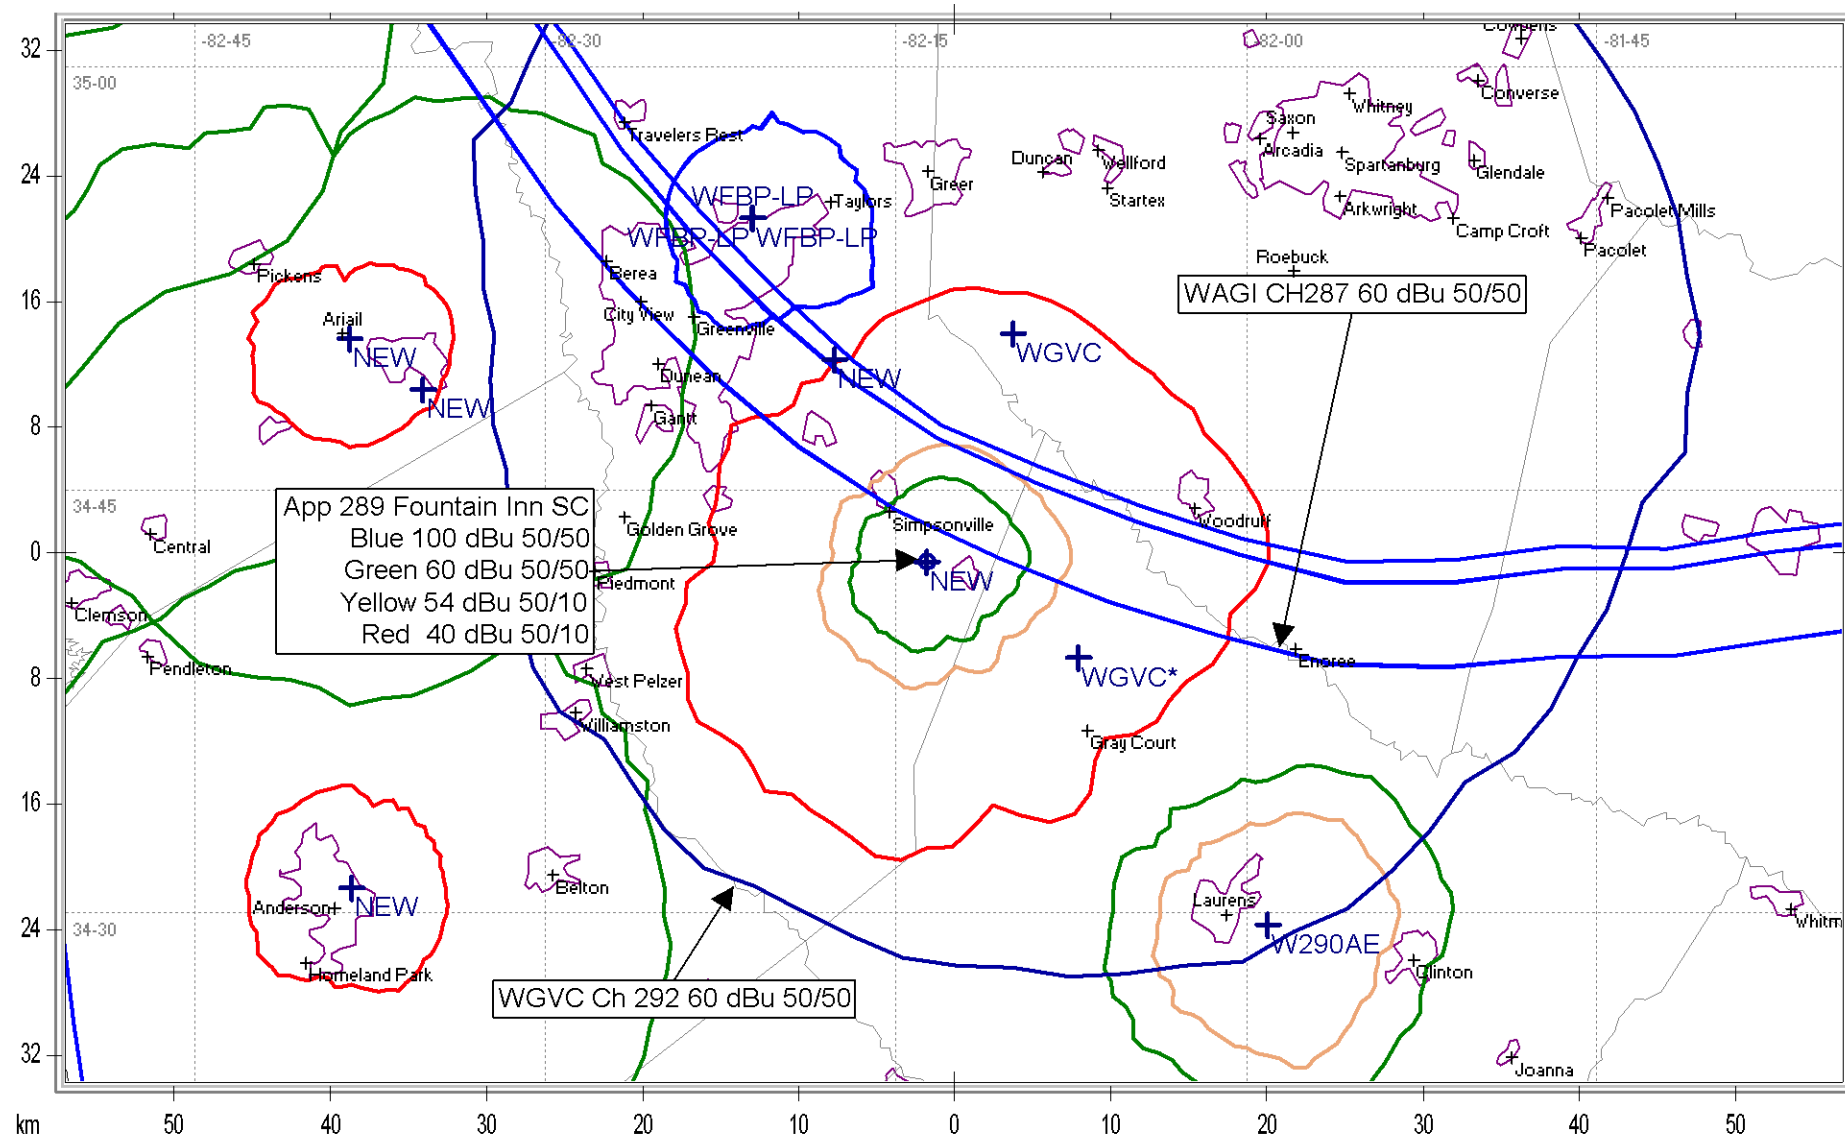 32
24
16
8
0
8
16
24
32
km
50
40
30
20
10
0
10
20
30
40
50
-82-45
-82-30
-82-15
-82-00
-81-45
35-00
34-45
34-30
Travelers Rest
Greer
Duncan
Wellford
Startex
Saxon
Whitney
Arcadia
Spartanburg
Arkwright
Converse
Glendale
Camp Croft
Pacolet Mills
Pacolet
Roebuck
WFBP-LP
Taylors
WFBP-LP WFBP-LP
Pickens
Berea
City View
Greenville
Ariail
NEW
NEW
Dunean
Gantt
NEW
WGVC
WAGI CH287 60 dBu 50/50
App 289 Fountain Inn SC
Blue 100 dBu 50/50
Green 60 dBu 50/50
Yellow 54 dBu 50/10
Red 40 dBu 50/10
Central
Clemson
Pendleton
Golden Grove
Piedmont
Simpsonville
NEW
Woodruff
Enoree
West Pelzer
Williamston
WGVC*
Gray Court
Anderson
NEW
Homeland Park
Belton
Laurens
W290AE
Clinton
Whitm
WGVC Ch 292 60 dBu 50/50
Joanna